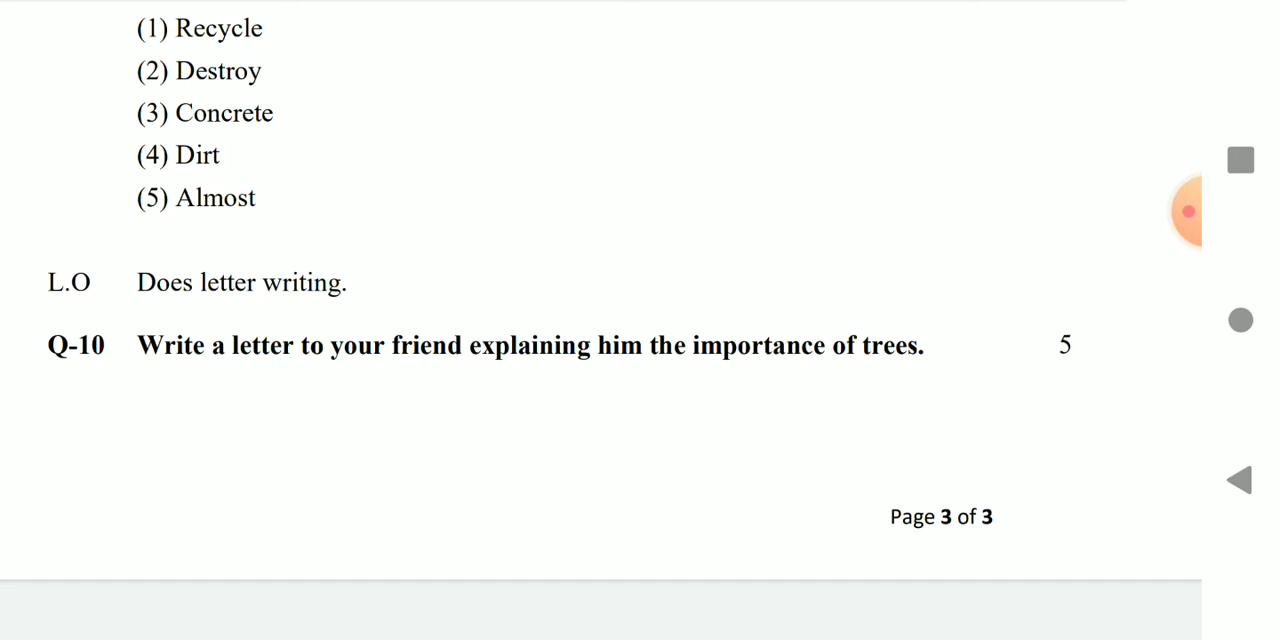 (1) Recycle
(2) Destroy
(3) Concrete
(4) Dirt
(5) Almost
L.O Does letter writing.
Q-10 Write a letter to your friend explaining him the importance of trees. 5
Page 3 of 3